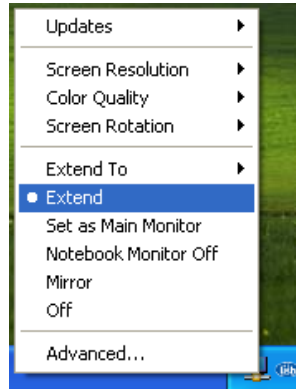 Updates
Screen Resolution
Color Quality
Screen Rotation
Extend To
Extend
Set as Main Monitor
Notebook Monitor Off
Mirror
Off
Advanced...